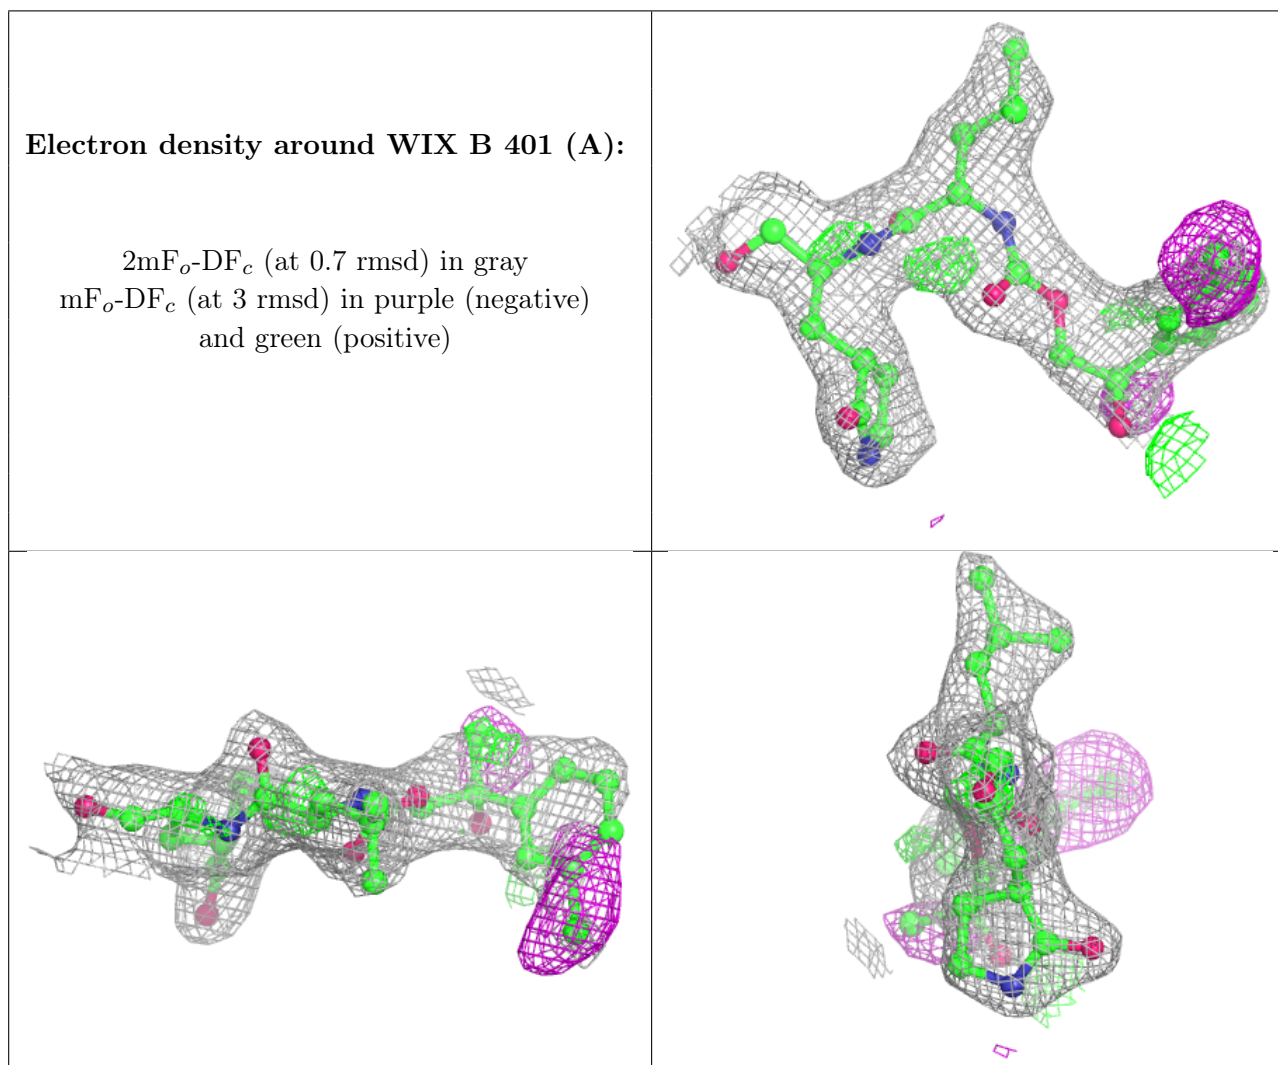 Electron density around WIX B 401 (A):
2mFₒ-DF𝒸 (at 0.7 rmsd) in gray
mFₒ-DF𝒸 (at 3 rmsd) in purple (negative)
and green (positive)